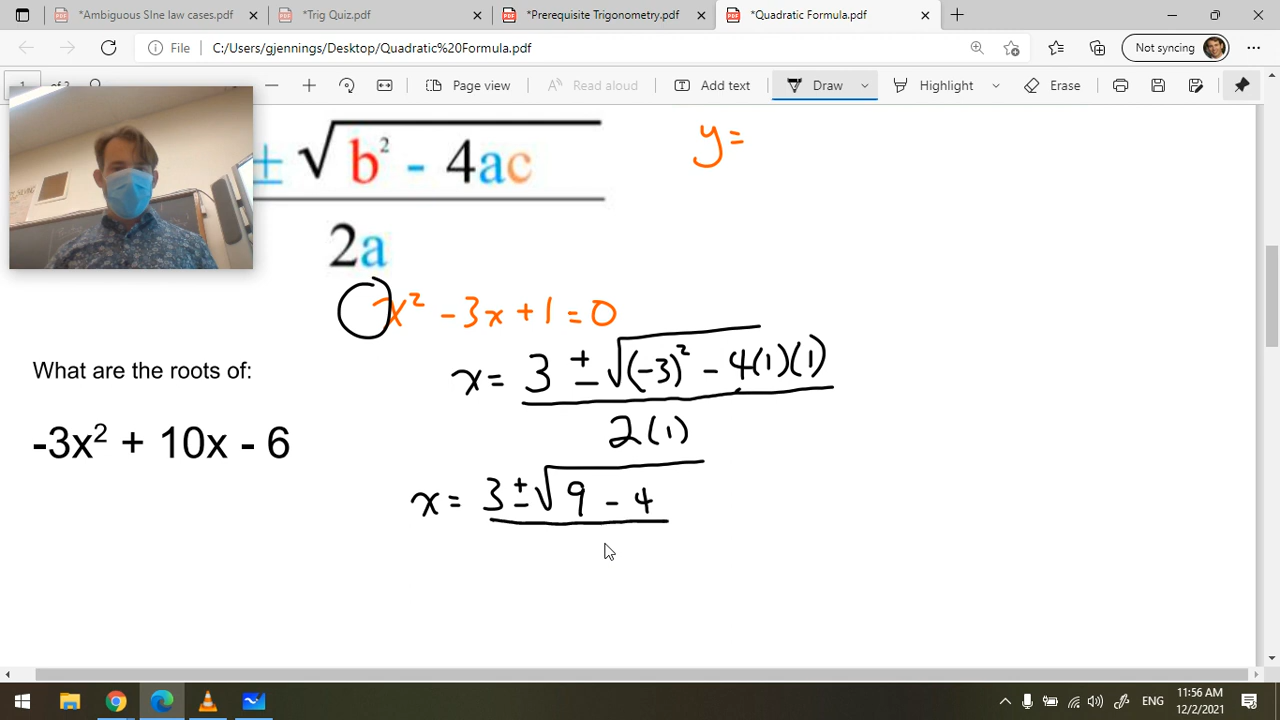 *Ambiguous SIne law cases.pdf *Trig Quiz.pdf *Prerequisite Trigonometry.pdf *Quadratic Formula.pdf
File C:/Users/gjennings/Desktop/Quadratic%20Formula.pdf Not syncing
1 of 2 Page view Read aloud Add text Draw Highlight Erase
± √b² - 4ac
y =
2a
x² - 3x + 1 = 0
x = 3 ± √(-3)² - 4(1)(1)
2(1)
What are the roots of:
-3x² + 10x - 6
x = 3 ± √9 - 4
ENG 11:56 AM
12/2/2021